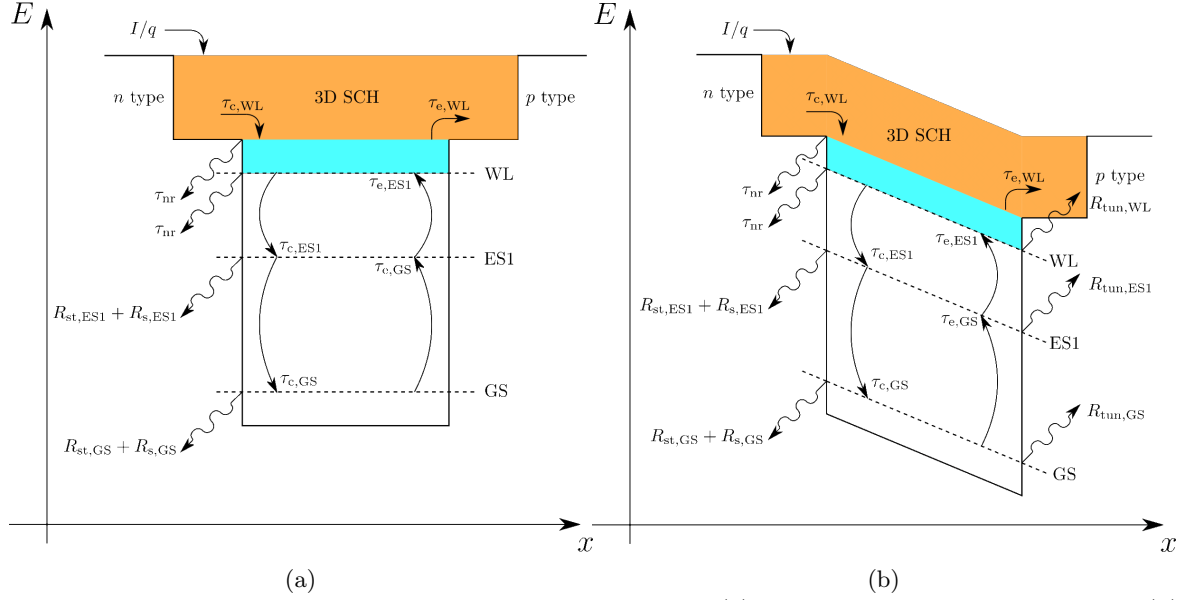 E
I/q
n type
3D SCH
p type
τc,WL
τe,WL
τnr
τnr
τe,ES1
WL
τc,ES1
τc,GS
ES1
Rst,ES1 + Rs,ES1
τc,GS
GS
Rst,GS + Rs,GS
x
(a)
E
I/q
n type
τc,WL
3D SCH
τe,WL
p type
τnr
τnr
Rtun,WL
τe,ES1
τc,ES1
WL
Rtun,ES1
Rst,ES1 + Rs,ES1
τe,GS
ES1
τc,GS
Rtun,GS
Rst,GS + Rs,GS
GS
x
(b)